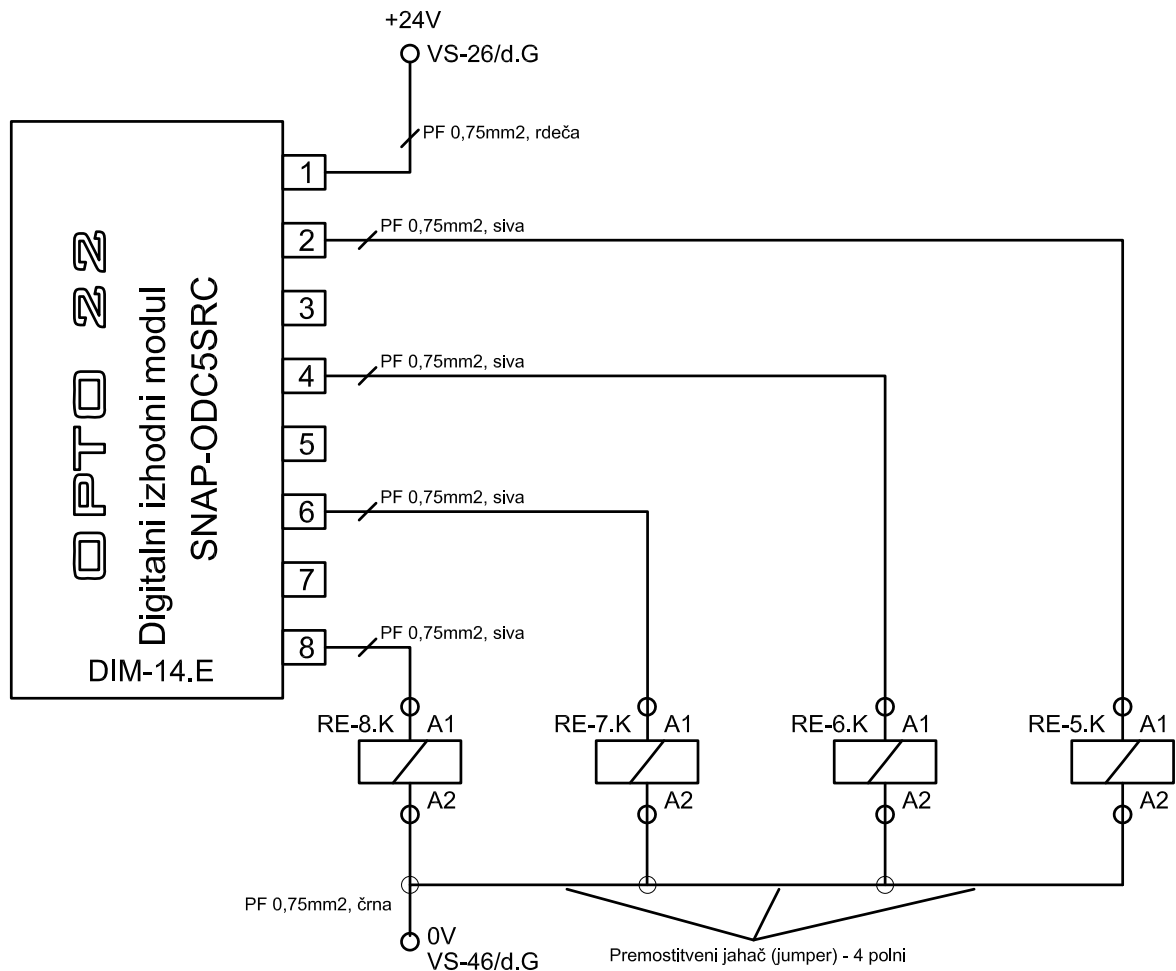 +24V
VS-26/d.G
PF 0,75mm2, rdeča
1
PF 0,75mm2, siva
2
3
PF 0,75mm2, siva
4
5
PF 0,75mm2, siva
6
7
PF 0,75mm2, siva
8
OPTO 22
Digitalni izhodni modul
SNAP-ODC5SRC
DIM-14.E
RE-8.K A1
RE-7.K A1
RE-6.K A1
RE-5.K A1
A2
A2
A2
A2
PF 0,75mm2, črna
0V
VS-46/d.G
Premostitveni jahač (jumper) - 4 polni